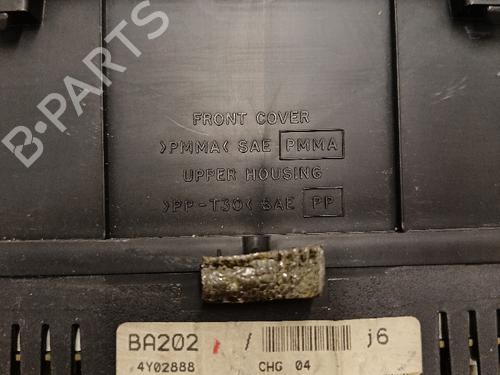 FRONT COVER
>PMMA< SAE PMMA
UPPER HOUSING
>PP-T30< SAE PP
B-PARTS
BA202 / / j6
4Y02888 CHG 04